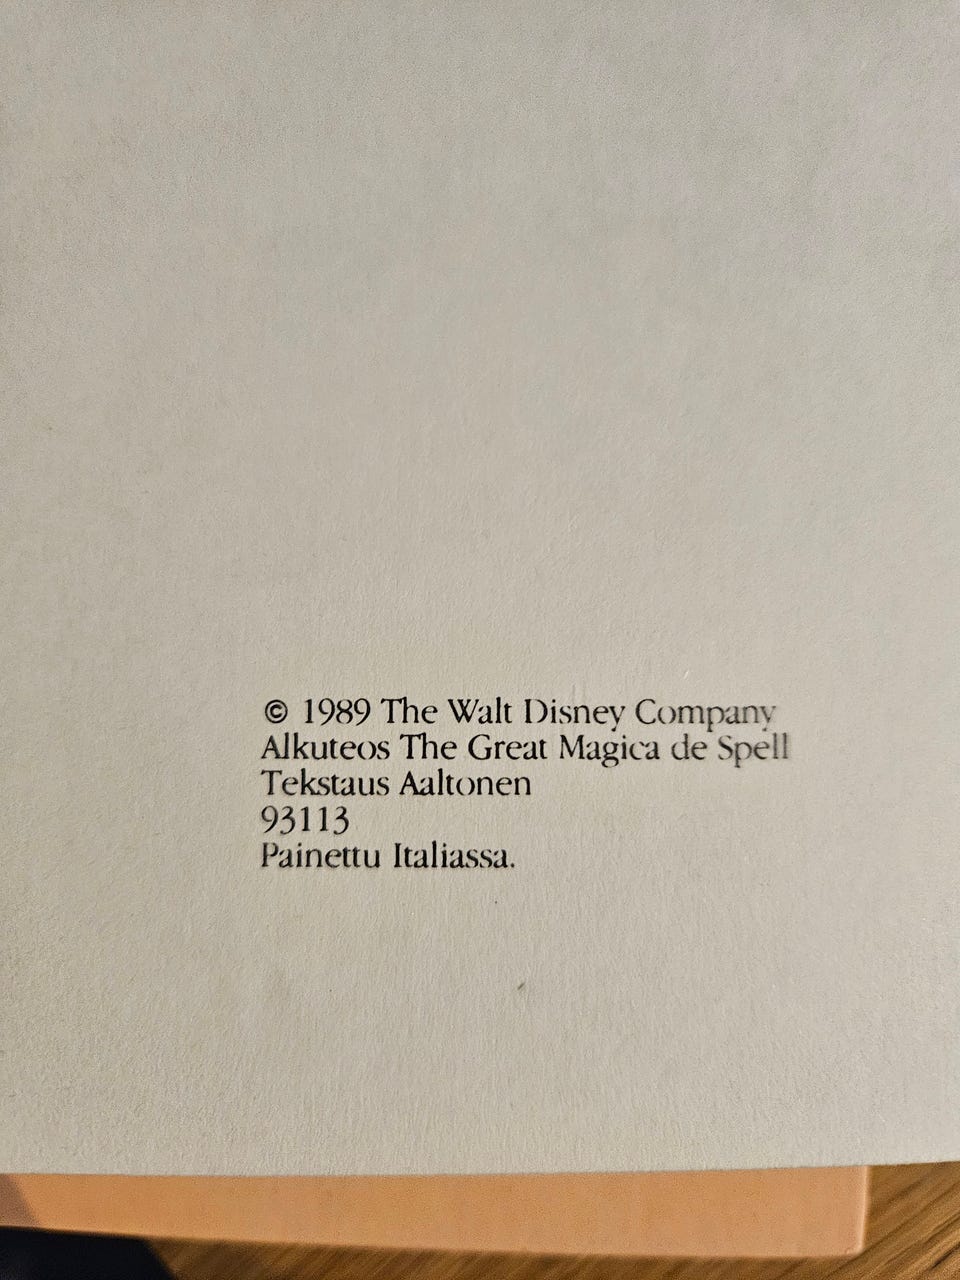 © 1989 The Walt Disney Company
Alkuteos The Great Magica de Spell
Tekstaus Aaltonen
93113
Painettu Italiassa.